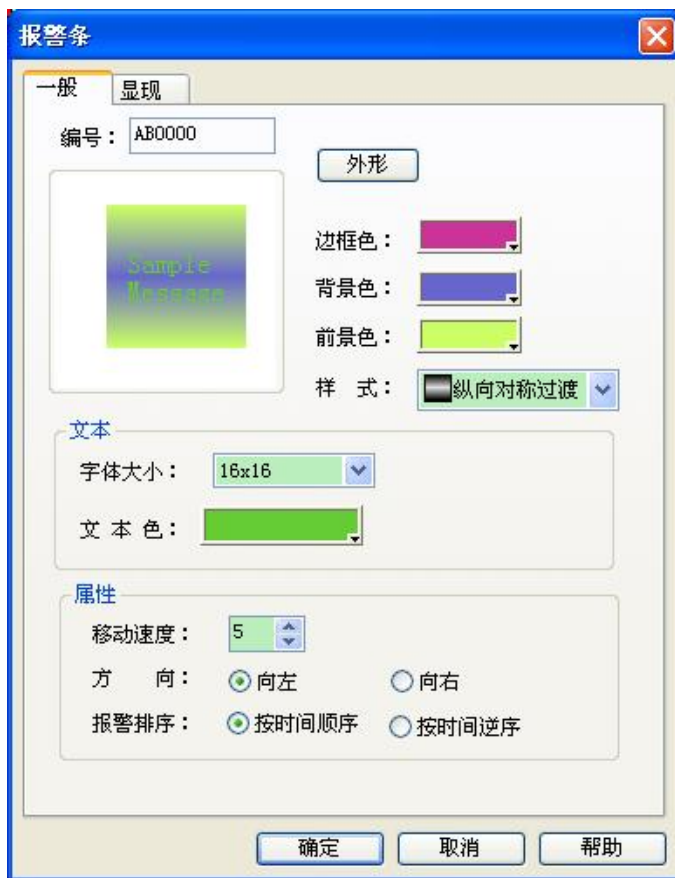 报警条
一般 显现
编号： AB0000
外形
Sample
Message
边框色：
背景色：
前景色：
样 式： 纵向对称过渡
文本
字体大小： 16x16
文 本 色：
属性
移动速度： 5
方 向： 向左 向右
报警排序： 按时间顺序 按时间逆序
确定 取消 帮助